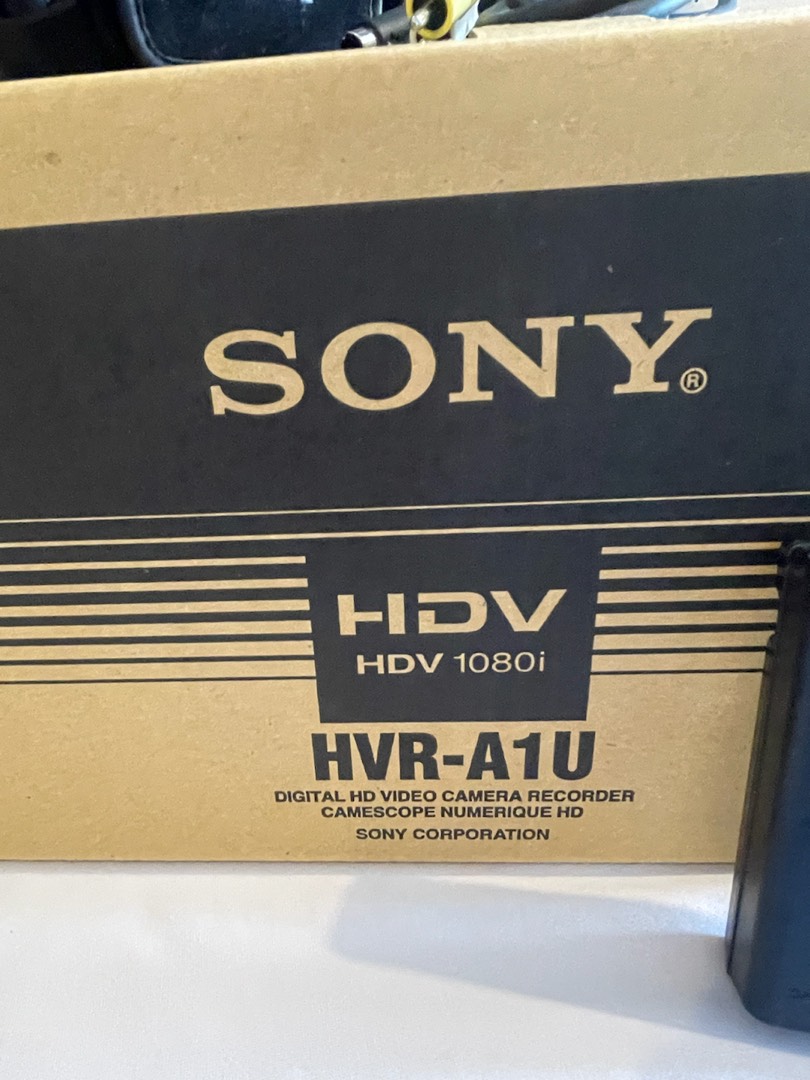 SONY®
HDV
HDV 1080i
HVR-A1U
DIGITAL HD VIDEO CAMERA RECORDER
CAMESCOPE NUMERIQUE HD
SONY CORPORATION